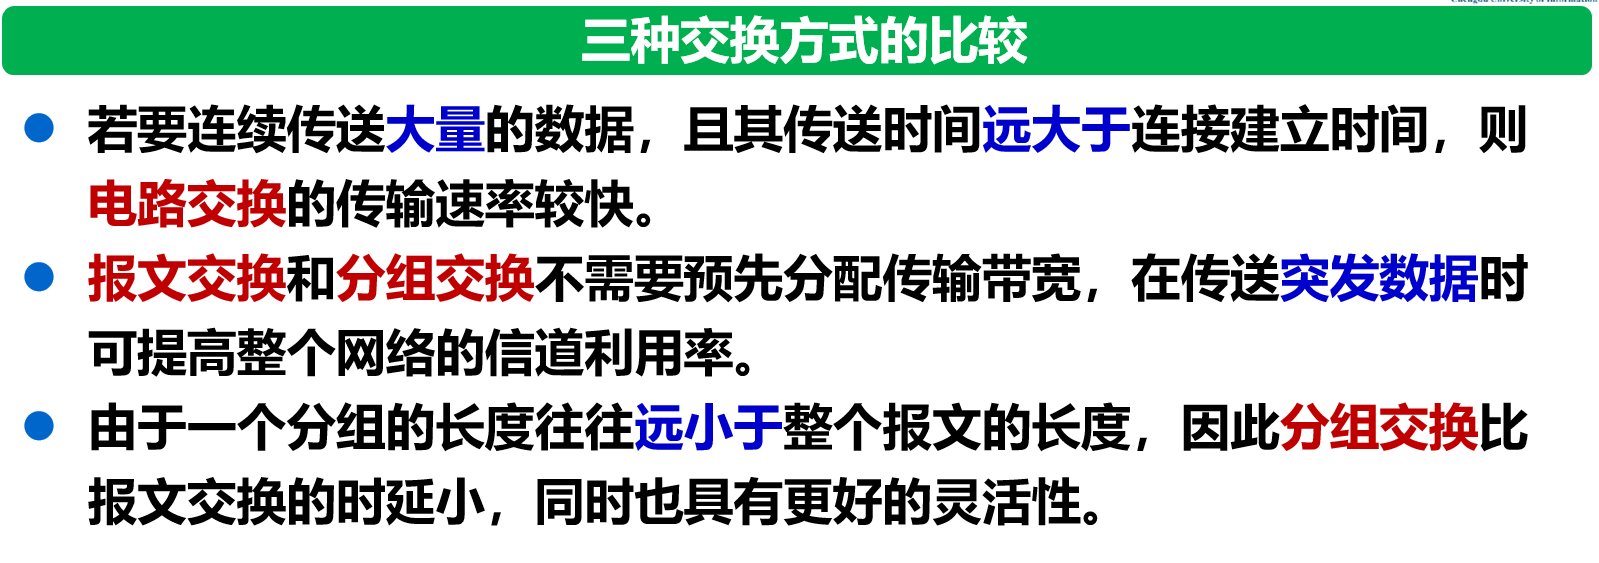 三种交换方式的比较
若要连续传送大量的数据，且其传送时间远大于连接建立时间，则
电路交换的传输速率较快。
报文交换和分组交换不需要预先分配传输带宽，在传送突发数据时
可提高整个网络的信道利用率。
由于一个分组的长度往往远小于整个报文的长度，因此分组交换比
报文交换的时延小，同时也具有更好的灵活性。